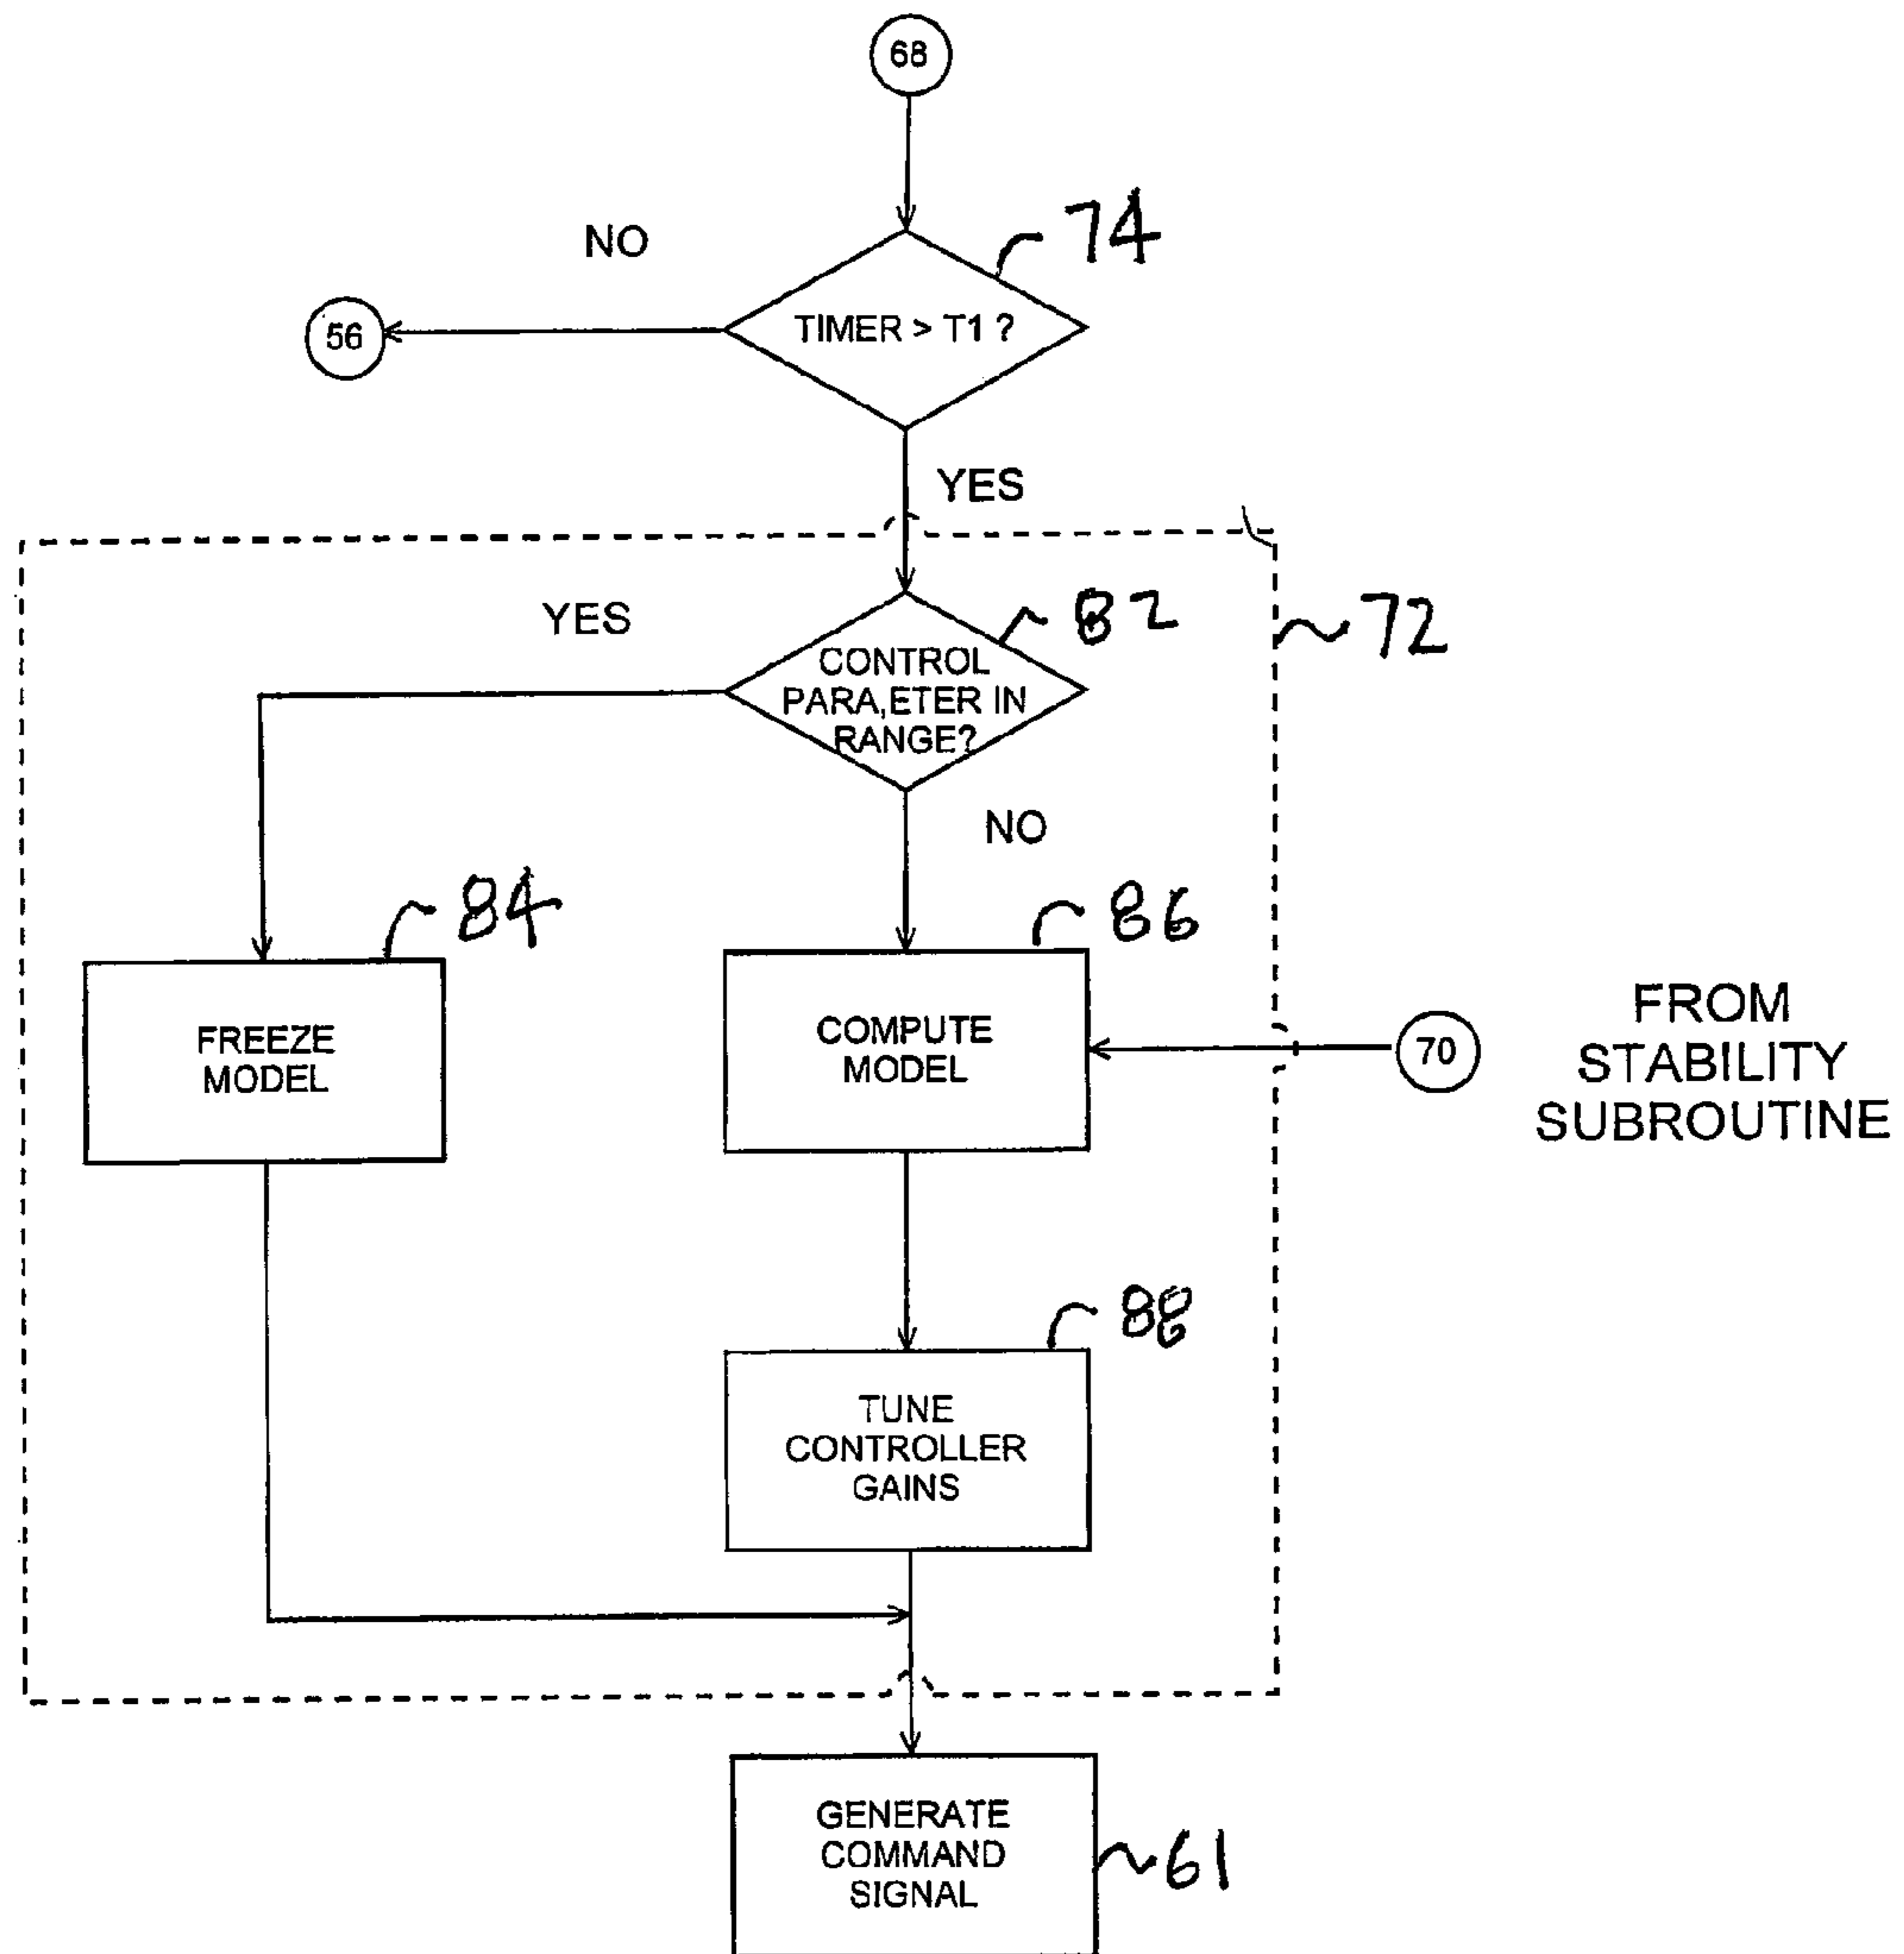 68
74
NO
TIMER > T1 ?
56
YES
82
72
YES
CONTROL
PARA,ETER IN
RANGE?
NO
84
86
FREEZE
MODEL
COMPUTE
MODEL
70
FROM
STABILITY
SUBROUTINE
88
TUNE
CONTROLLER
GAINS
GENERATE
COMMAND
SIGNAL
61